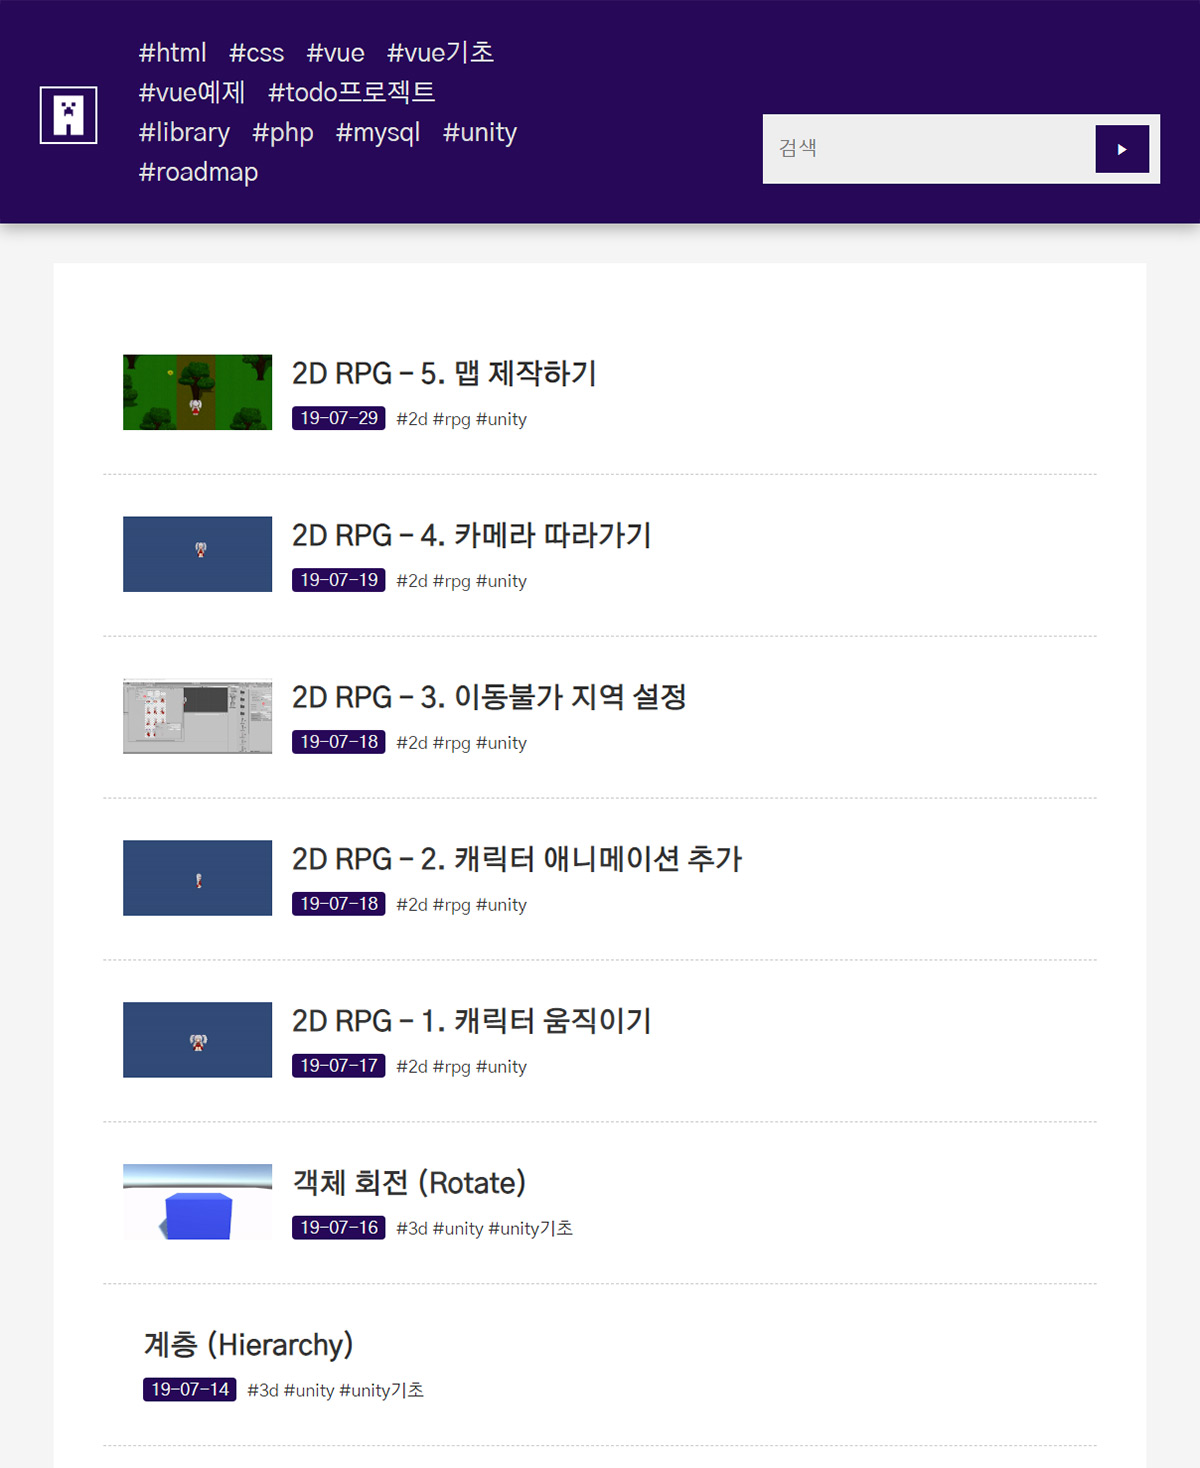 #html #css #vue #vue기초
#vue예제 #todo프로젝트
#library #php #mysql #unity
#roadmap
검색
2D RPG – 5. 맵 제작하기
19-07-29 #2d #rpg #unity
2D RPG – 4. 카메라 따라가기
19-07-19 #2d #rpg #unity
2D RPG – 3. 이동불가 지역 설정
19-07-18 #2d #rpg #unity
2D RPG – 2. 캐릭터 애니메이션 추가
19-07-18 #2d #rpg #unity
2D RPG – 1. 캐릭터 움직이기
19-07-17 #2d #rpg #unity
객체 회전 (Rotate)
19-07-16 #3d #unity #unity기초
계층 (Hierarchy)
19-07-14 #3d #unity #unity기초